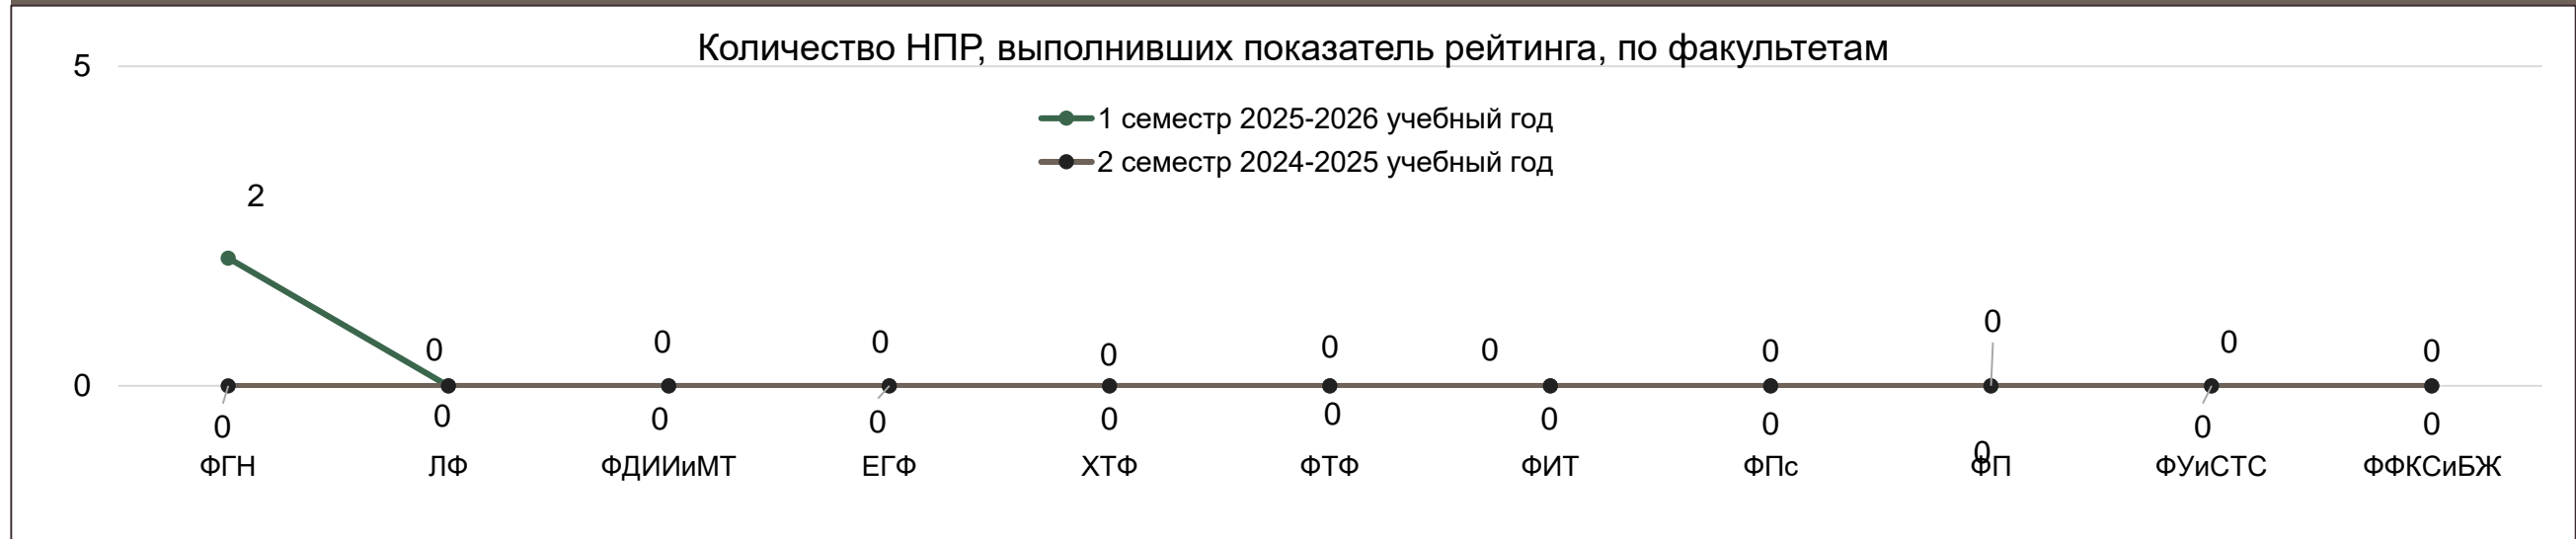 Количество НПР, выполнивших показатель рейтинга, по факультетам
5
1 семестр 2025-2026 учебный год
2 семестр 2024-2025 учебный год
2
0 0 0 0 0 0 0 0 0 0
0
0 0 0 0 0 0 0 0 0 0 0
ФГН ЛФ ФДИИиМТ ЕГФ ХТФ ФТФ ФИТ ФПс ФП ФУиСТС ФФКСиБЖ